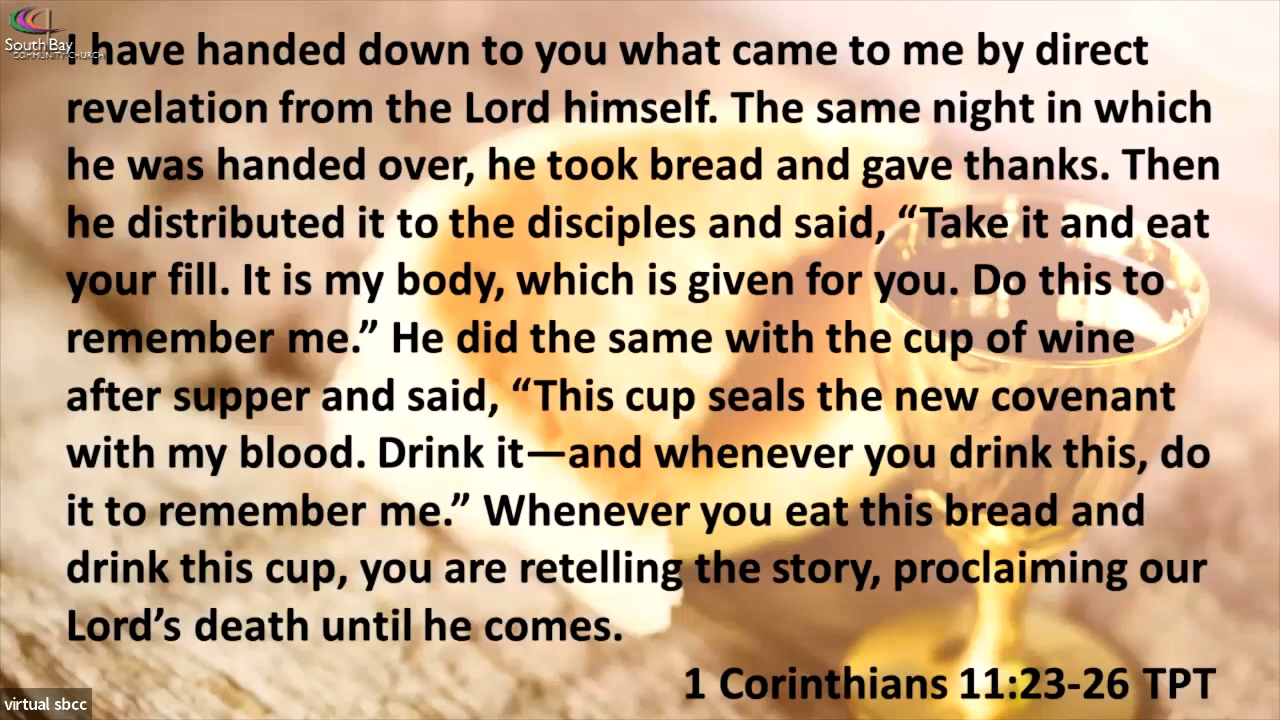 South Bay
COMMUNITY CHURCH
I have handed down to you what came to me by direct
revelation from the Lord himself. The same night in which
he was handed over, he took bread and gave thanks. Then
he distributed it to the disciples and said, “Take it and eat
your fill. It is my body, which is given for you. Do this to
remember me.” He did the same with the cup of wine
after supper and said, “This cup seals the new covenant
with my blood. Drink it—and whenever you drink this, do
it to remember me.” Whenever you eat this bread and
drink this cup, you are retelling the story, proclaiming our
Lord’s death until he comes.
1 Corinthians 11:23-26 TPT
virtual sbcc